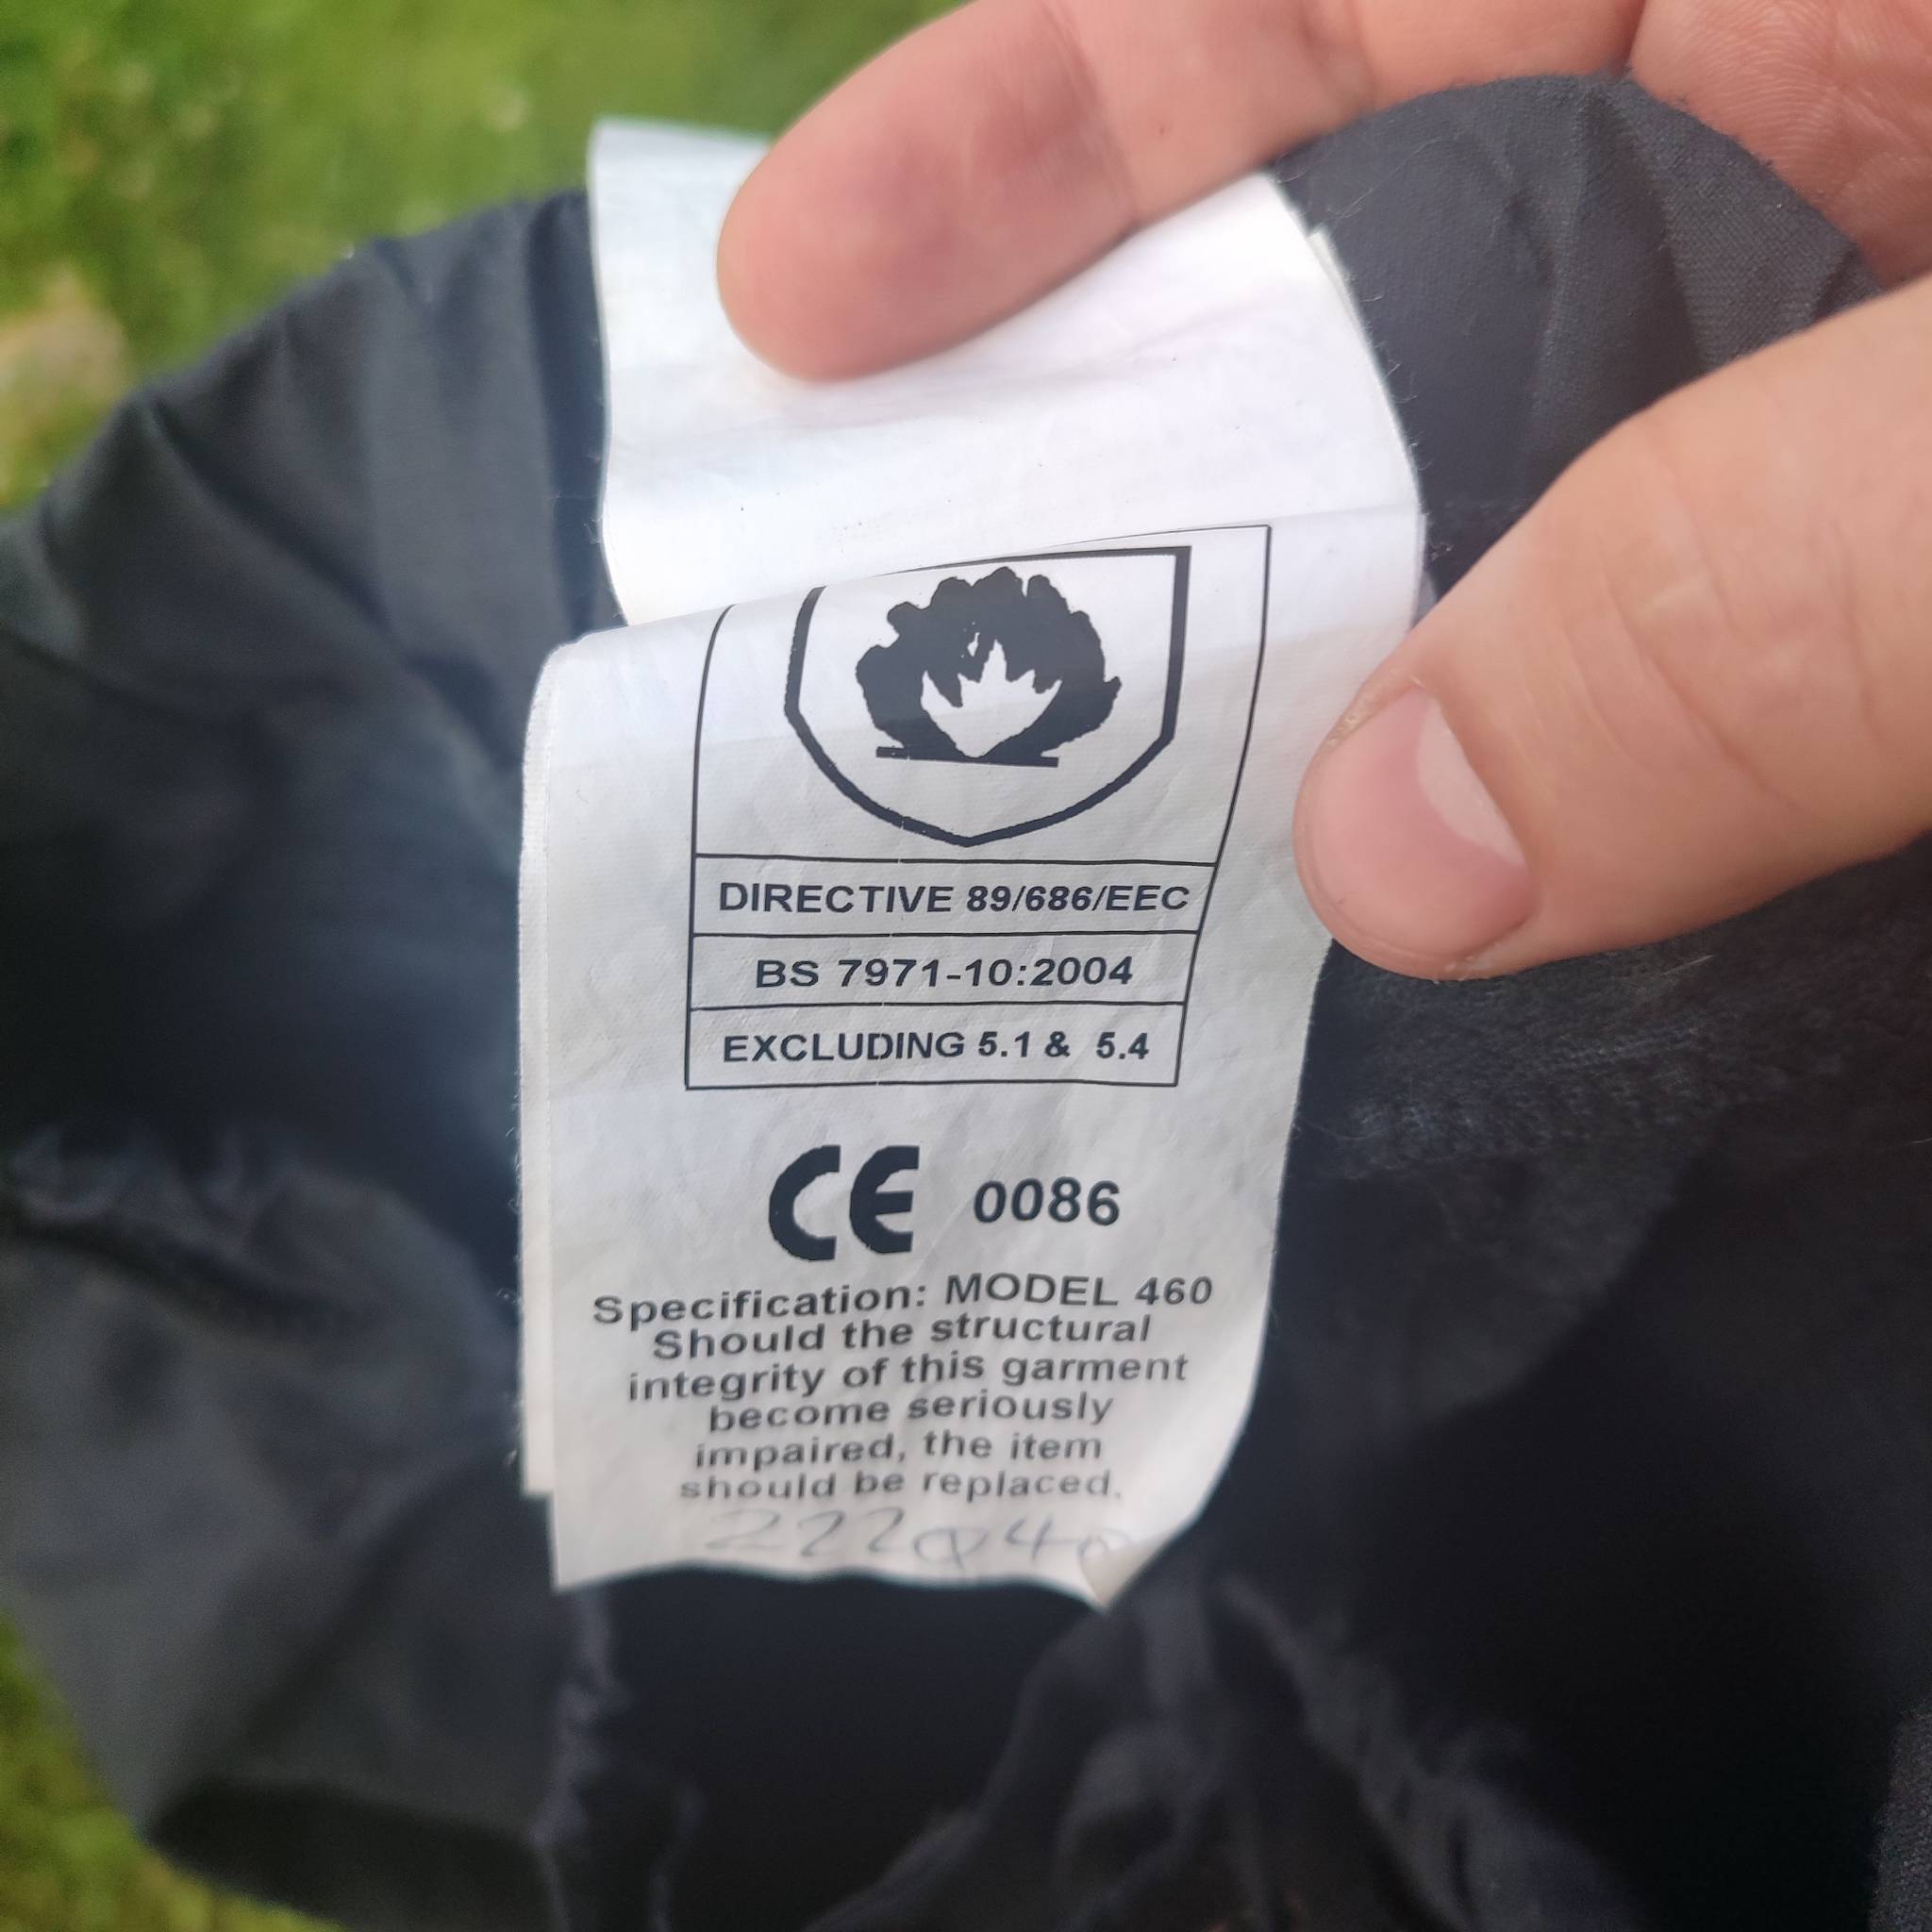 DIRECTIVE 89/686/EEC
BS 7971-10:2004
EXCLUDING 5.1 & 5.4
CE 0086
Specification: MODEL 460
Should the structural
integrity of this garment
become seriously
impaired, the item
should be replaced.